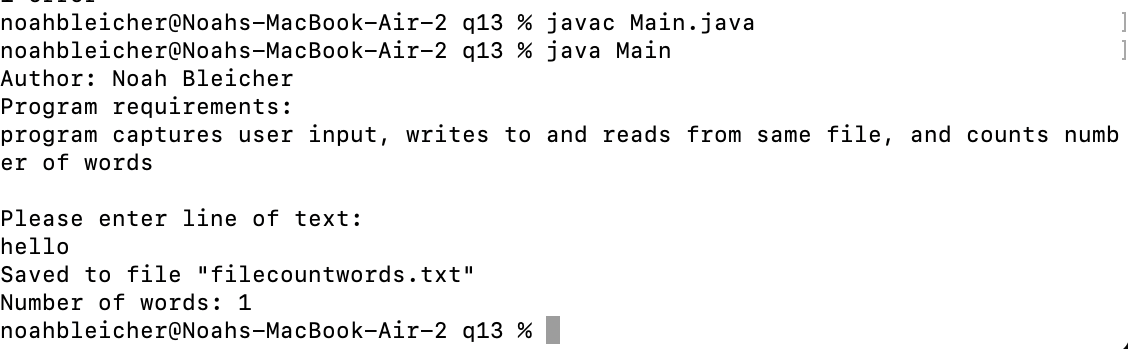 noahbleicher@Noahs-MacBook-Air-2 q13 % javac Main.java ]
noahbleicher@Noahs-MacBook-Air-2 q13 % java Main ]
Author: Noah Bleicher
Program requirements:
program captures user input, writes to and reads from same file, and counts numb
er of words
Please enter line of text:
hello
Saved to file "filecountwords.txt"
Number of words: 1
noahbleicher@Noahs-MacBook-Air-2 q13 %